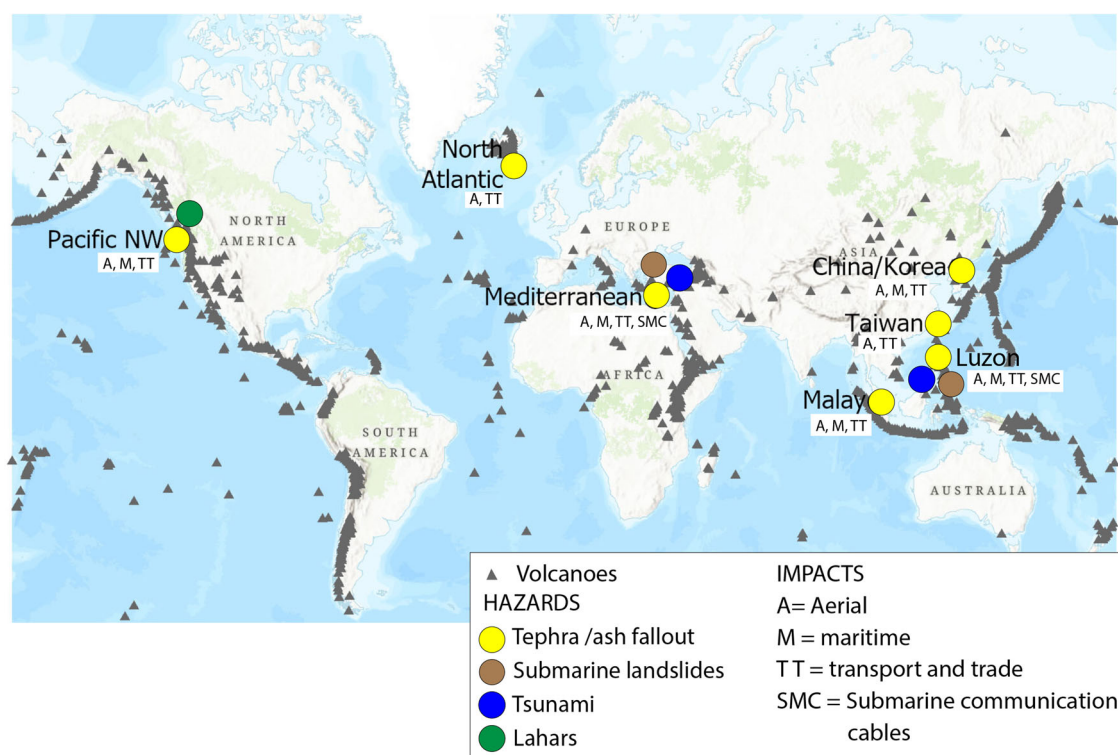 North
Atlantic
A, TT
NORTH
AMERICA
Pacific NW
A, M, TT
EUROPE
Mediterranean
A, M, TT, SMC
ASIA
China/Korea
A, M, TT
Taiwan
A, TT
Luzon
A, M, TT, SMC
AFRICA
Malay
A, M, TT
SOUTH
AMERICA
AUSTRALIA
Volcanoes
HAZARDS
Tephra /ash fallout
Submarine landslides
Tsunami
Lahars
IMPACTS
A= Aerial
M = maritime
T T = transport and trade
SMC = Submarine communication
cables